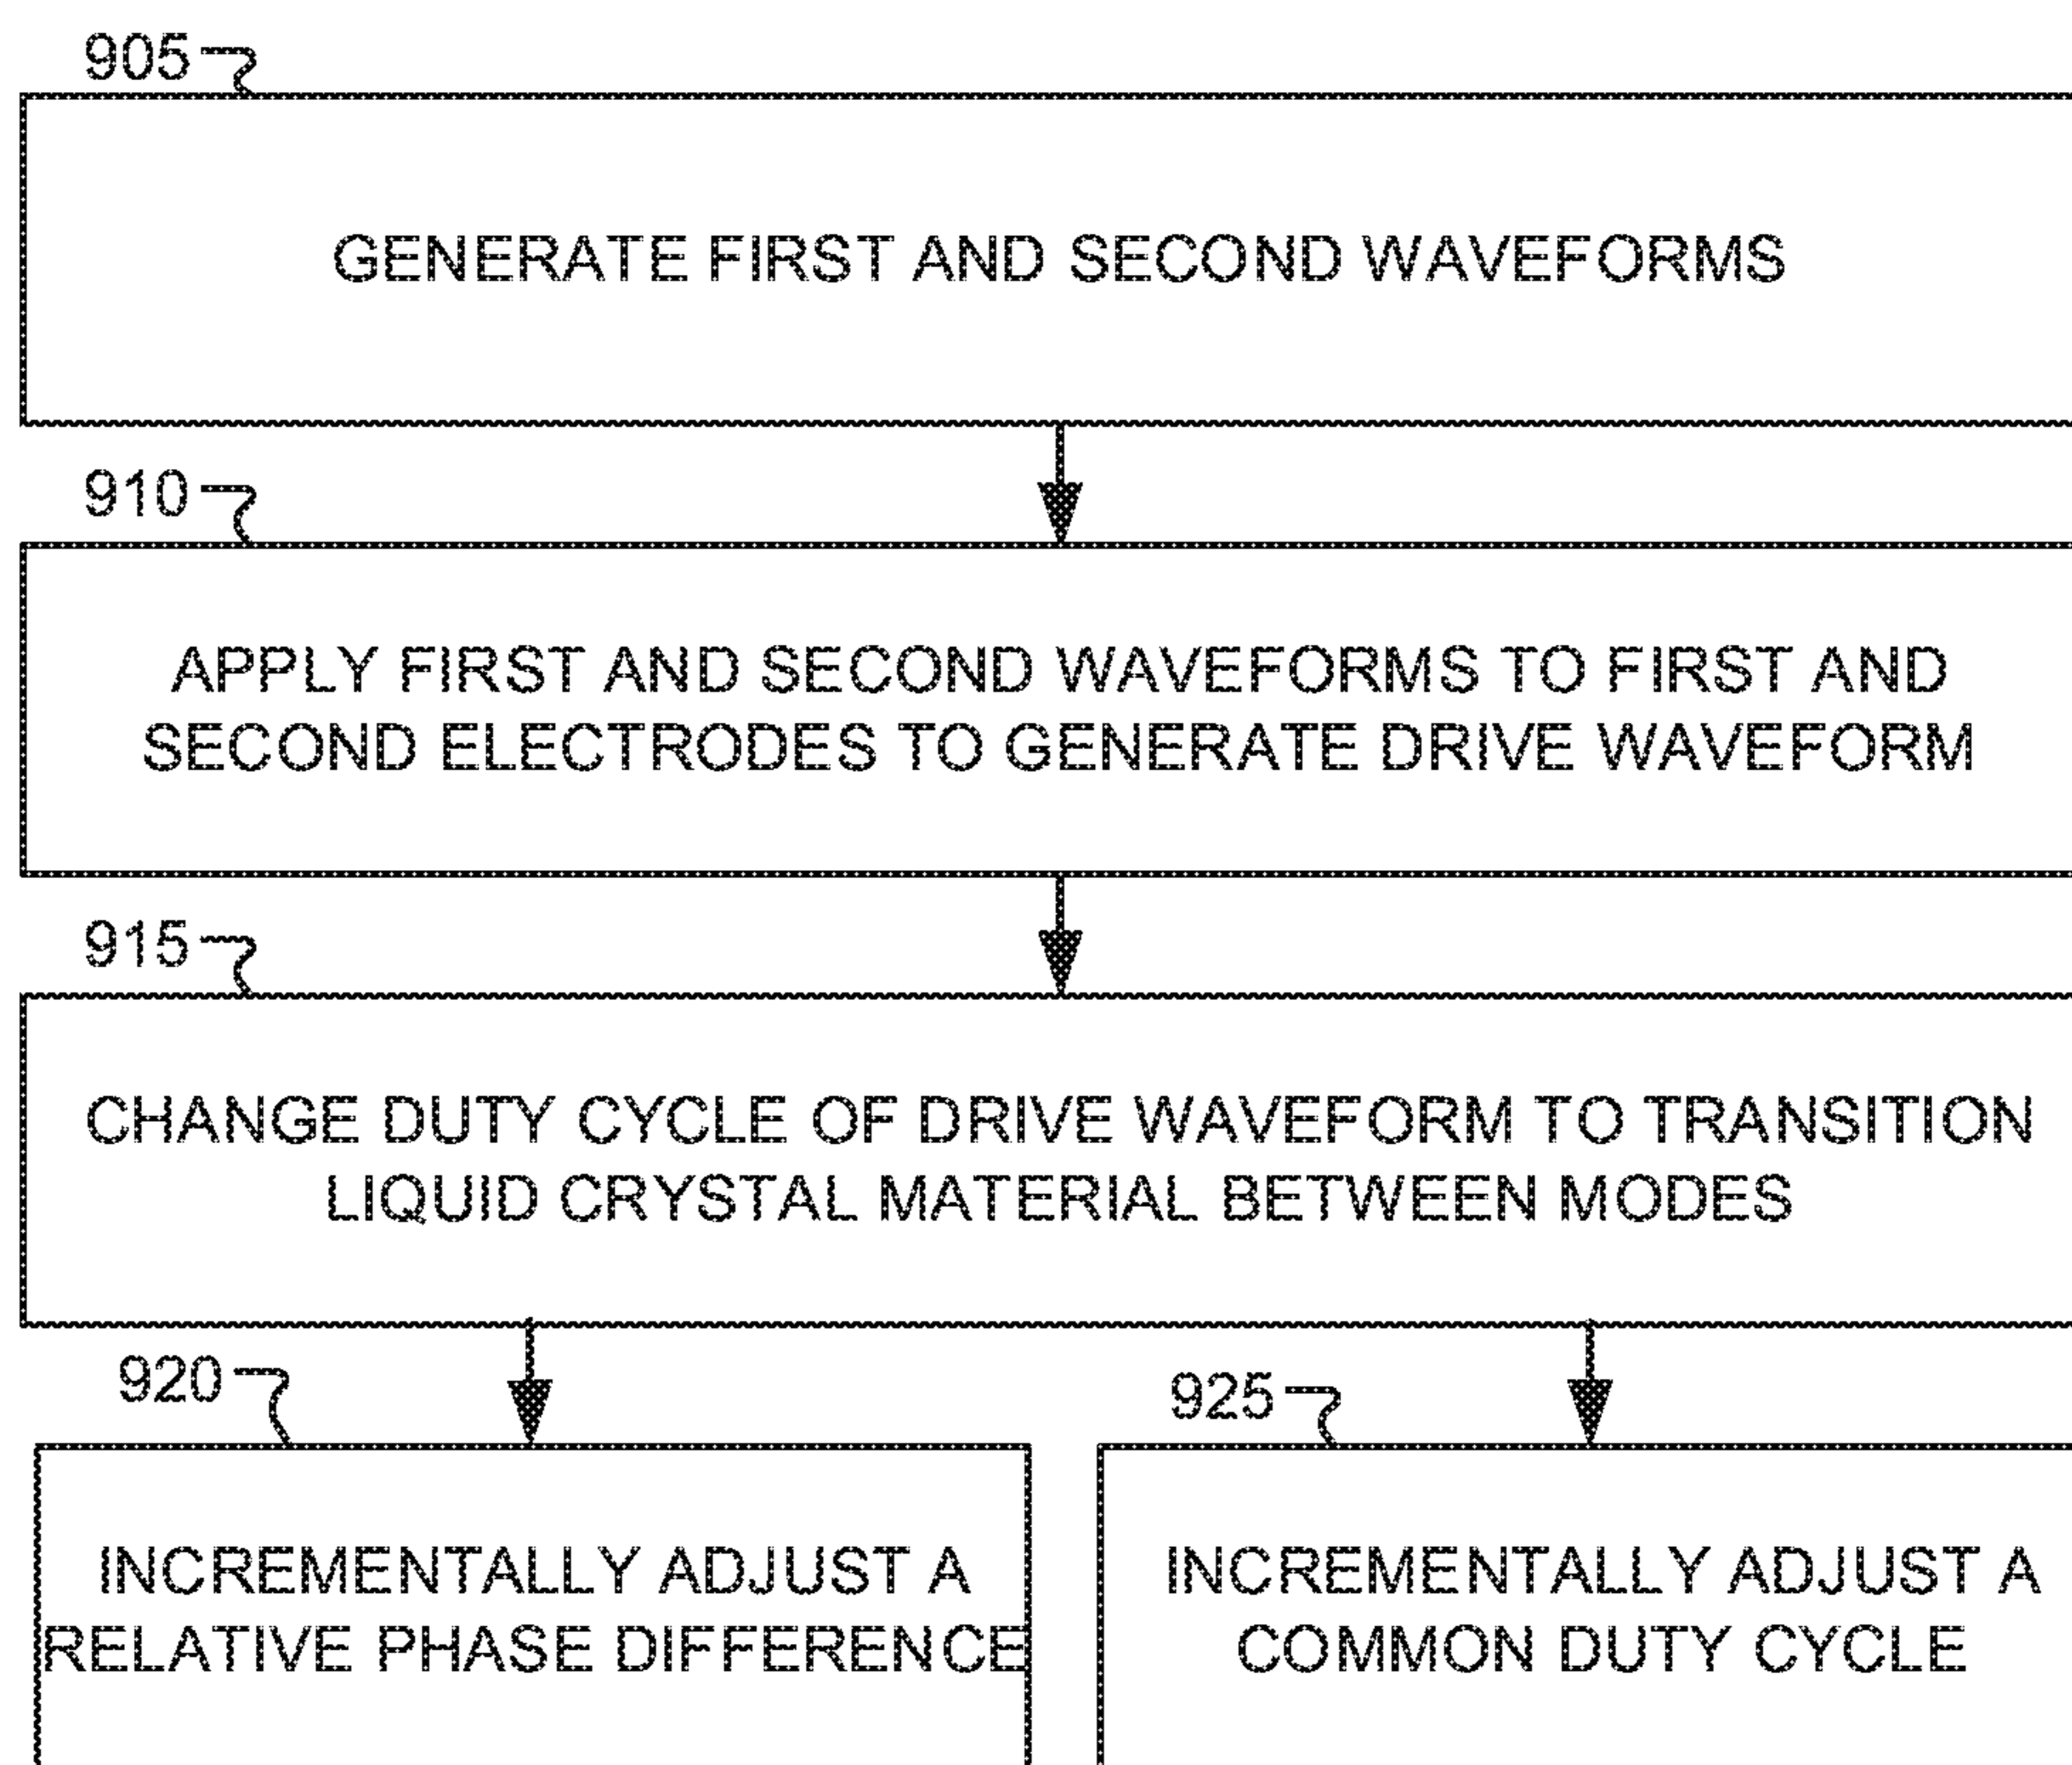 905
GENERATE FIRST AND SECOND WAVEFORMS
910
APPLY FIRST AND SECOND WAVEFORMS TO FIRST AND
SECOND ELECTRODES TO GENERATE DRIVE WAVEFORM
915
CHANGE DUTY CYCLE OF DRIVE WAVEFORM TO TRANSITION
LIQUID CRYSTAL MATERIAL BETWEEN MODES
920
INCREMENTALLY ADJUST A
RELATIVE PHASE DIFFERENCE
925
INCREMENTALLY ADJUST A
COMMON DUTY CYCLE